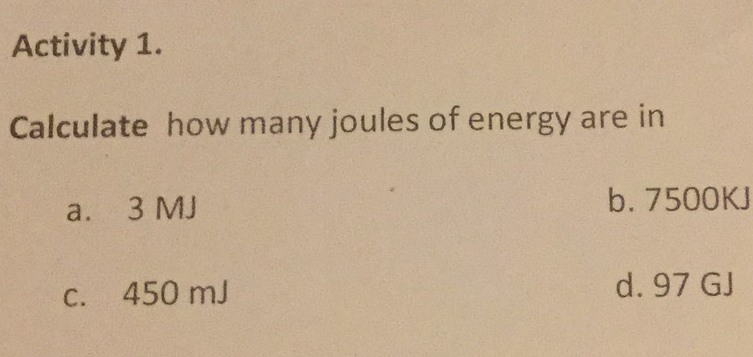 Activity 1.
Calculate how many joules of energy are in
a. 3 MJ
b. 7500KJ
c. 450 mJ
d. 97 GJ